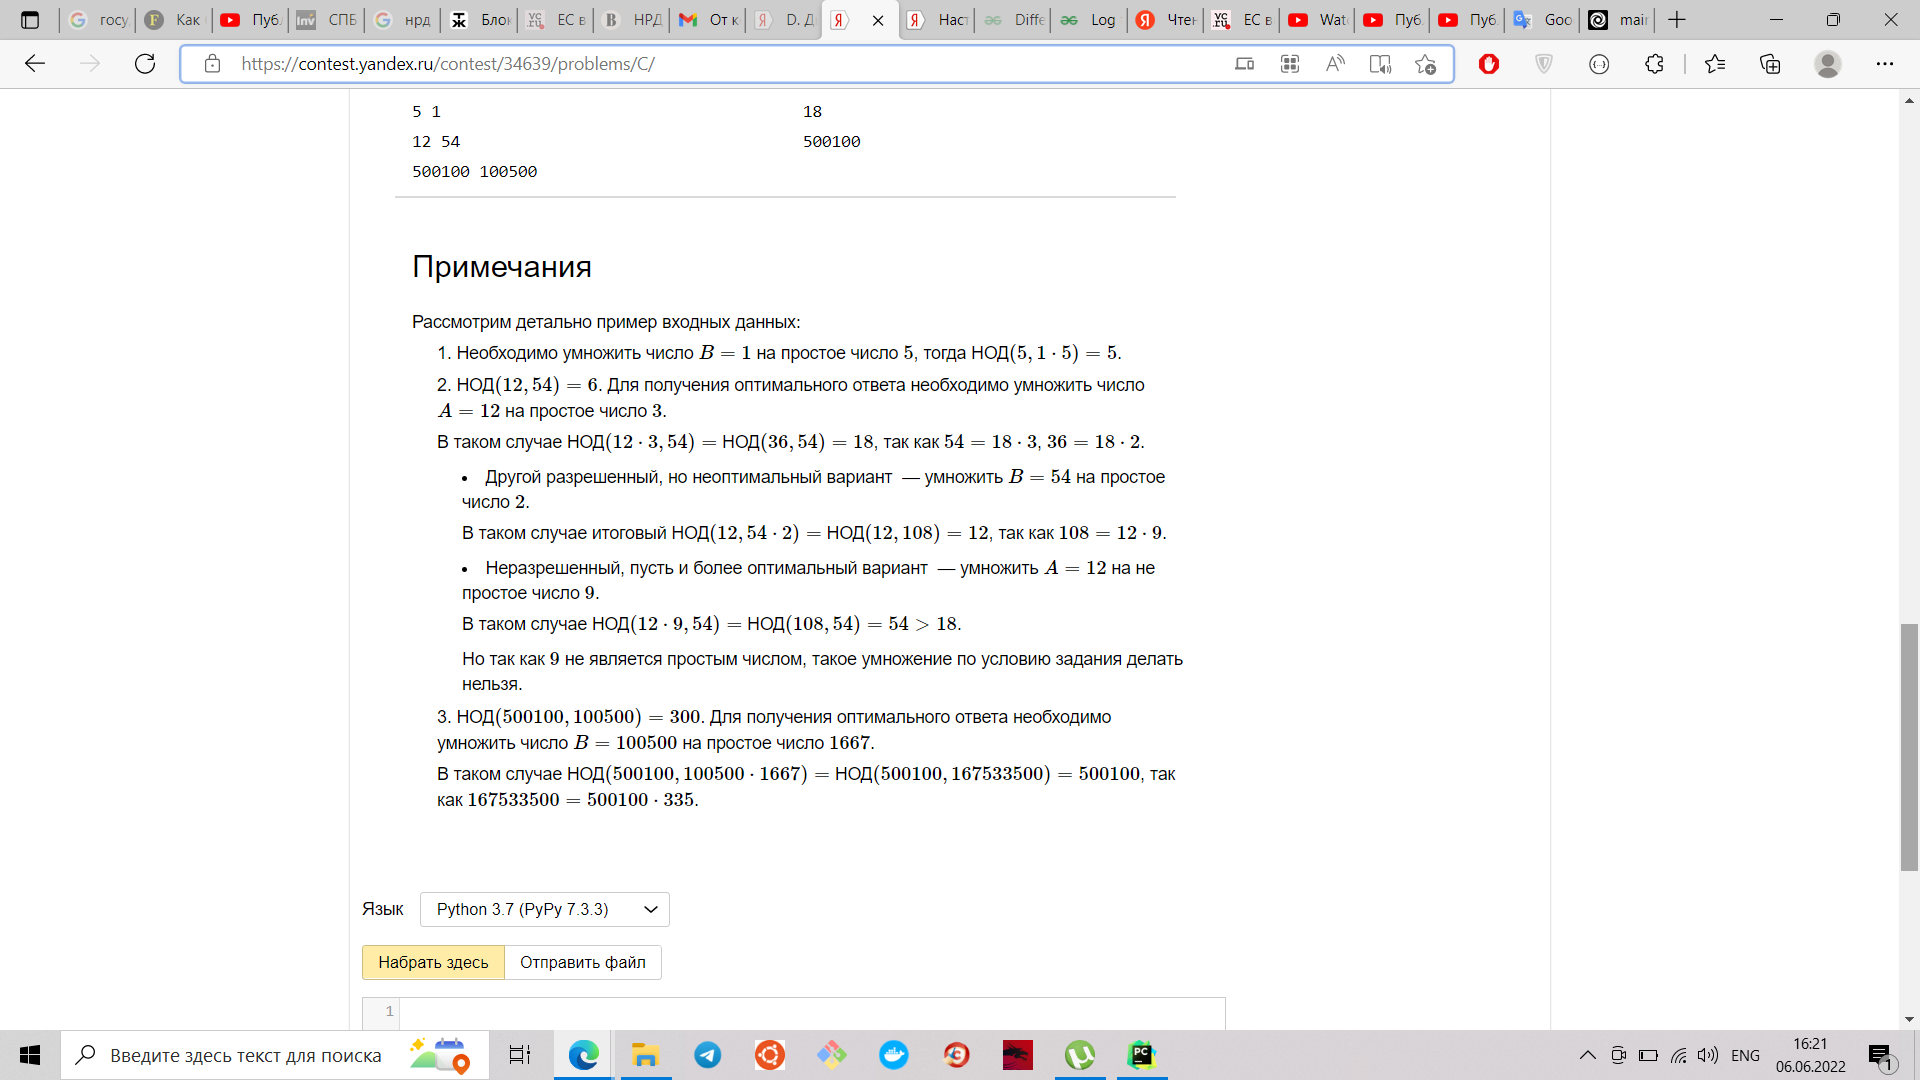 госу
Как
Пуб
СПБ
нрд
Блок
ЕС в
НРД
От к
D. Д
Наст
Diffe
Log
Чтен
ЕС в
Wat
Пуб
Пуб
Goo
mair
https://contest.yandex.ru/contest/34639/problems/C/
5 1 18
12 54 500100
500100 100500
Примечания
Рассмотрим детально пример входных данных:
1. Необходимо умножить число B = 1 на простое число 5, тогда НОД(5, 1 · 5) = 5.
2. НОД(12, 54) = 6. Для получения оптимального ответа необходимо умножить число
A = 12 на простое число 3.
В таком случае НОД(12 · 3, 54) = НОД(36, 54) = 18, так как 54 = 18 · 3, 36 = 18 · 2.
• Другой разрешенный, но неоптимальный вариант — умножить B = 54 на простое
число 2.
В таком случае итоговый НОД(12, 54 · 2) = НОД(12, 108) = 12, так как 108 = 12 · 9.
• Неразрешенный, пусть и более оптимальный вариант — умножить A = 12 на не
простое число 9.
В таком случае НОД(12 · 9, 54) = НОД(108, 54) = 54 > 18.
Но так как 9 не является простым числом, такое умножение по условию задания делать
нельзя.
3. НОД(500100, 100500) = 300. Для получения оптимального ответа необходимо
умножить число B = 100500 на простое число 1667.
В таком случае НОД(500100, 100500 · 1667) = НОД(500100, 167533500) = 500100, так
как 167533500 = 500100 · 335.
Язык Python 3.7 (PyPy 7.3.3)
Набрать здесь Отправить файл
1
Введите здесь текст для поиска
ENG
16:21
06.06.2022
1